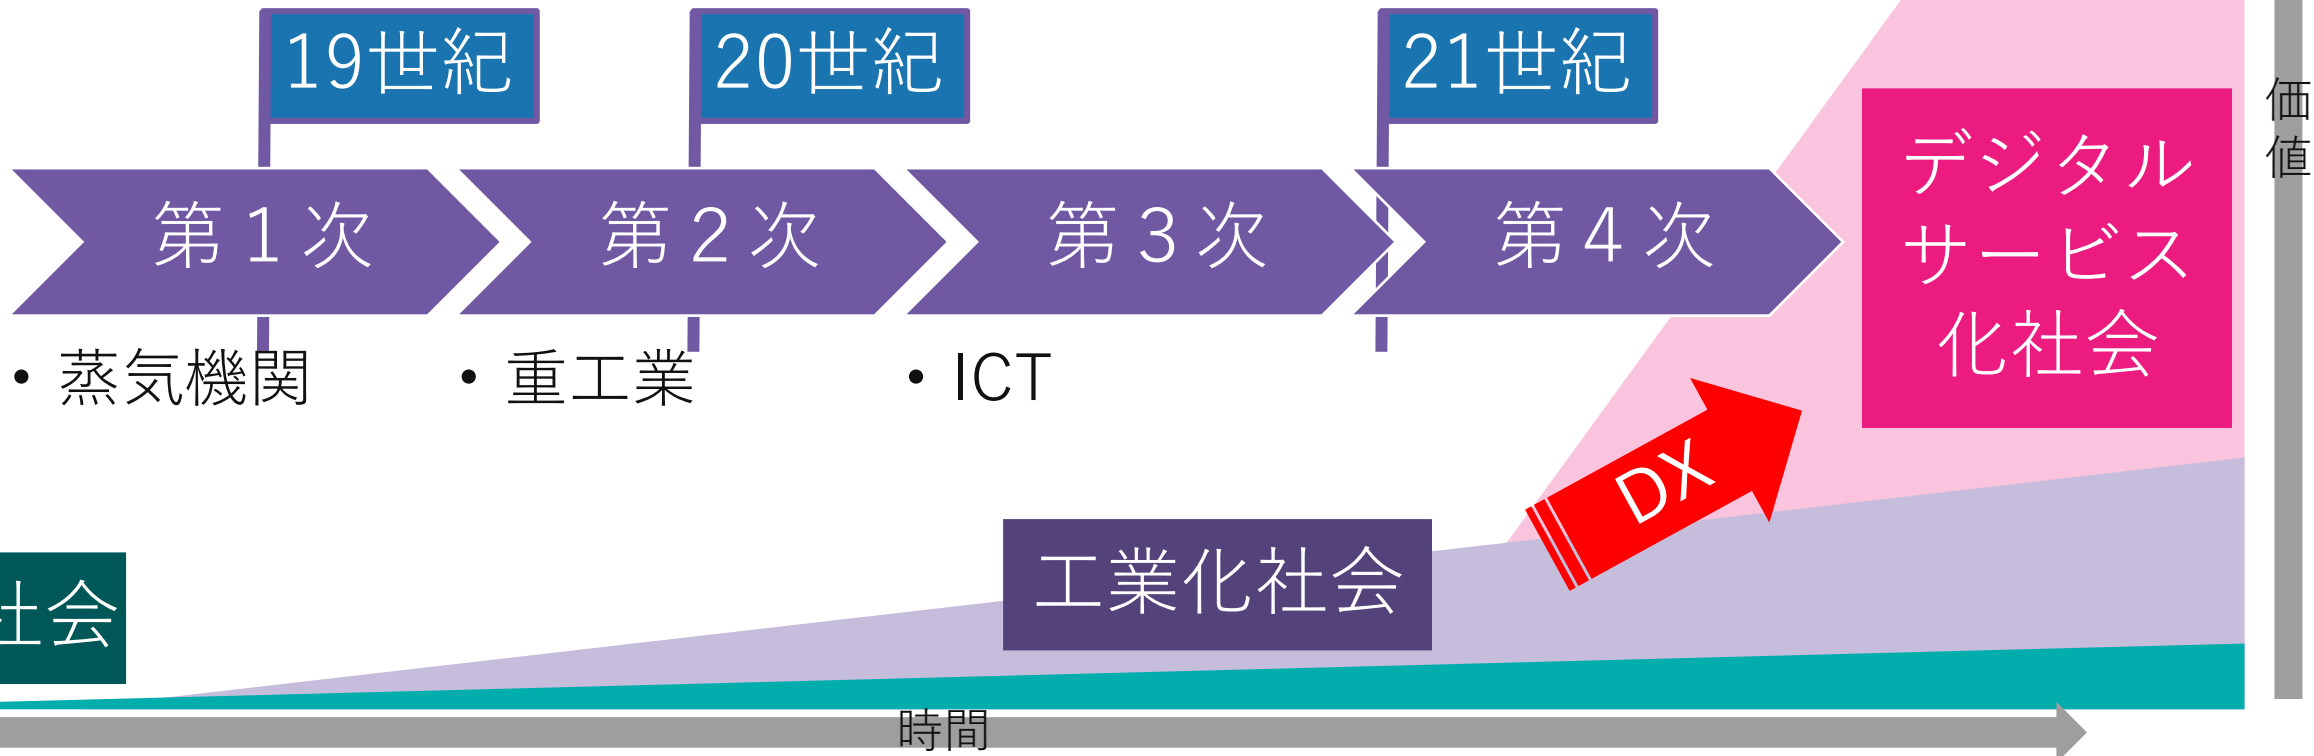 19世紀
20世紀
21世紀
価値
第１次
第２次
第３次
第４次
デジタル
サービス
化社会
・蒸気機関
・重工業
・ICT
DX
工業化社会
社会
時間